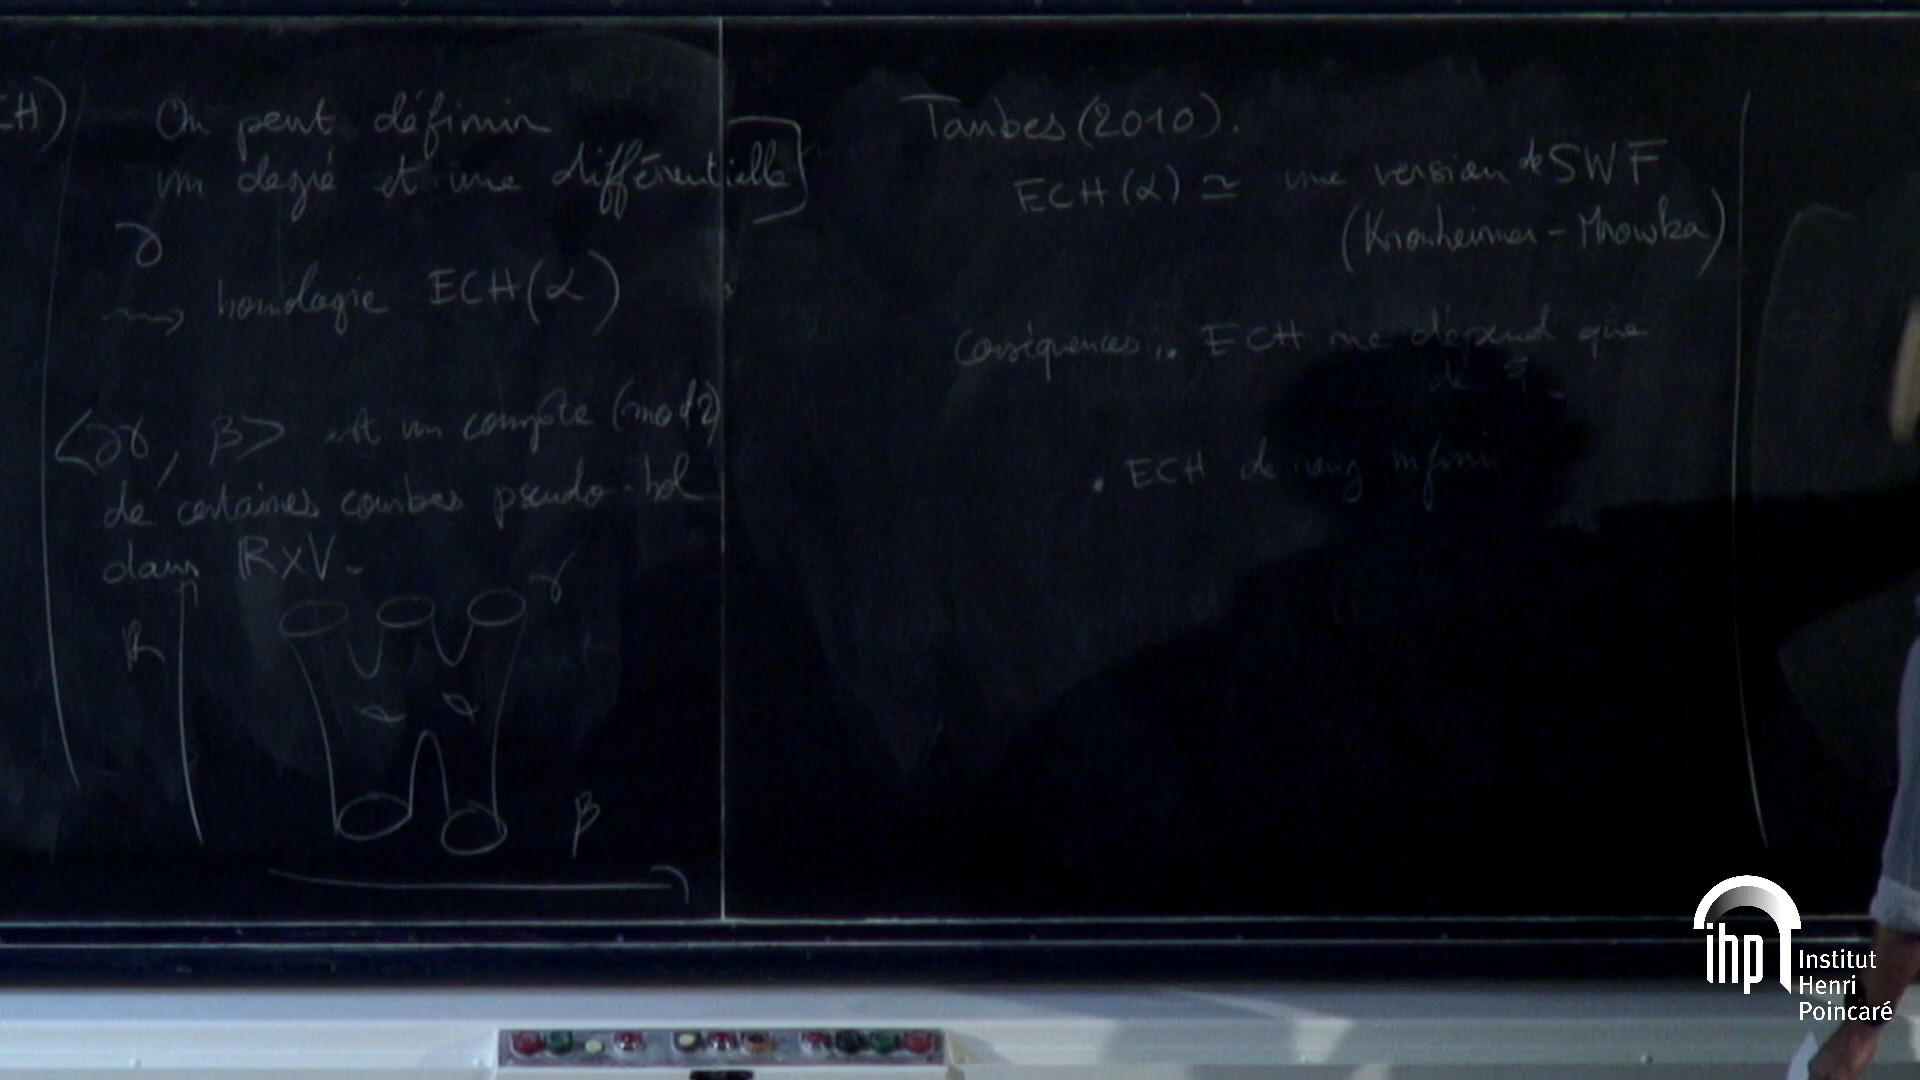 CH)
On peut définir
un degré et une différentielle
∂
⇝ homologie ECH(α)
<∂γ, β> est un compte (mod 2)
de certaines courbes pseudo-hol
dans R×V.
R
γ
β
Taubes (2010).
ECH(α) ≃ une version de SWF
(Kronheimer-Mrowka)
Conséquences: . ECH ne dépend que
de ξ
. ECH de rang infini
ihp Institut
Henri
Poincaré